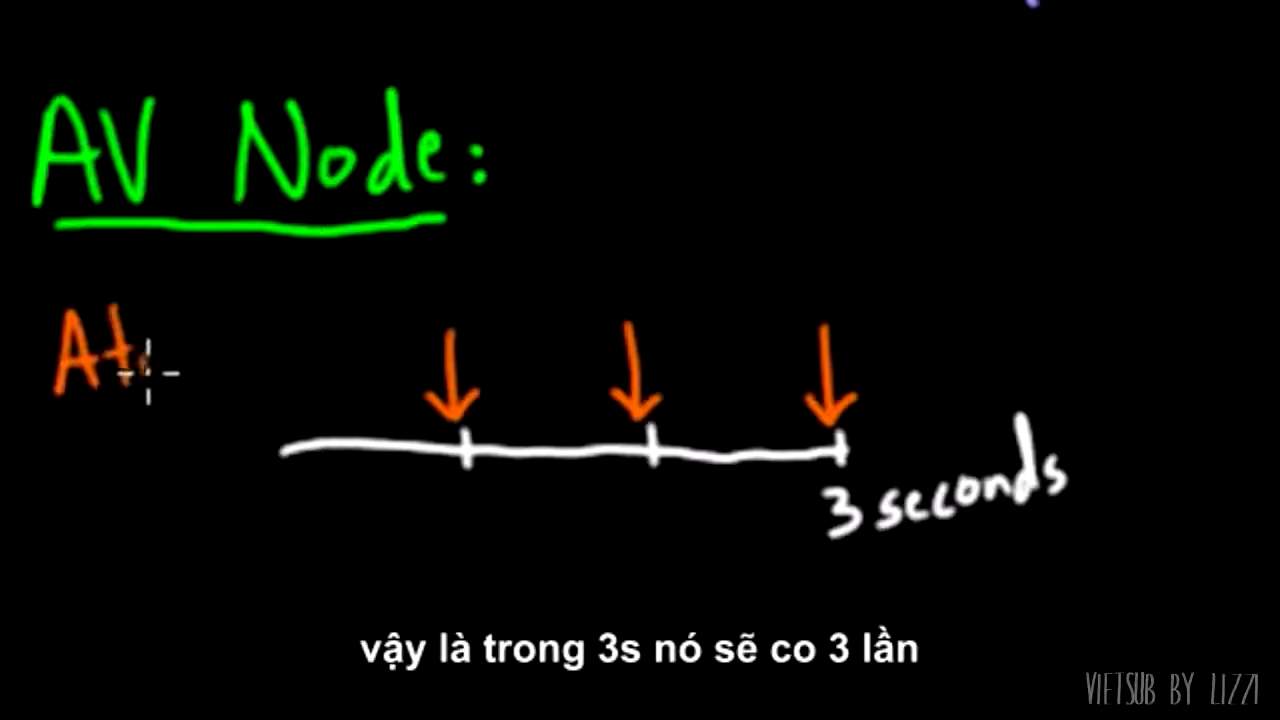 AV Node:
At
3 seconds
vậy là trong 3s nó sẽ co 3 lần
VIETSUB BY LIZZI